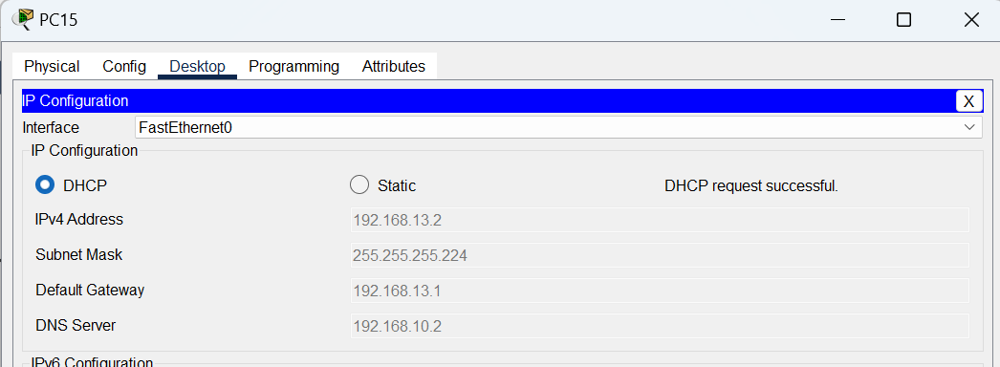 PC15
Physical Config Desktop Programming Attributes
IP Configuration X
Interface FastEthernet0
IP Configuration
DHCP Static DHCP request successful.
IPv4 Address 192.168.13.2
Subnet Mask 255.255.255.224
Default Gateway 192.168.13.1
DNS Server 192.168.10.2
IPv6 Configuration